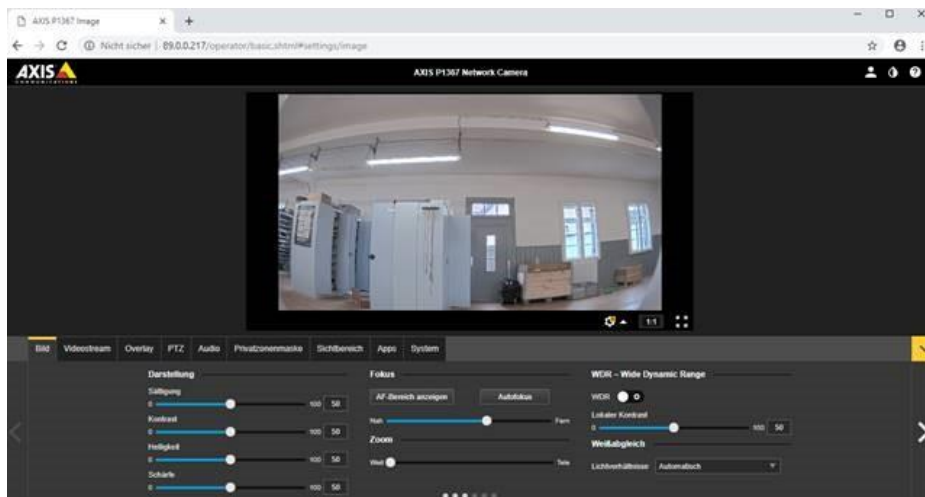 AXIS P1367 Image
Nicht sicher | 89.0.0.217/operator/basic.shtml#settings/image
AXIS
COMMUNICATIONS
AXIS P1367 Network Camera
1:1
Bild Videostream Overlay PTZ Audio Privatzonenmaske Sichtbereich Apps System
Darstellung
Sättigung
0 100 50
Kontrast
0 100 50
Helligkeit
0 100 50
Schärfe
0 100 50
Fokus
AF-Bereich anzeigen Autofokus
Nah Fern
Zoom
Weit Tele
WDR – Wide Dynamic Range
WDR
Lokaler Kontrast
0 100 50
Weißabgleich
Lichtverhältnisse Automatisch